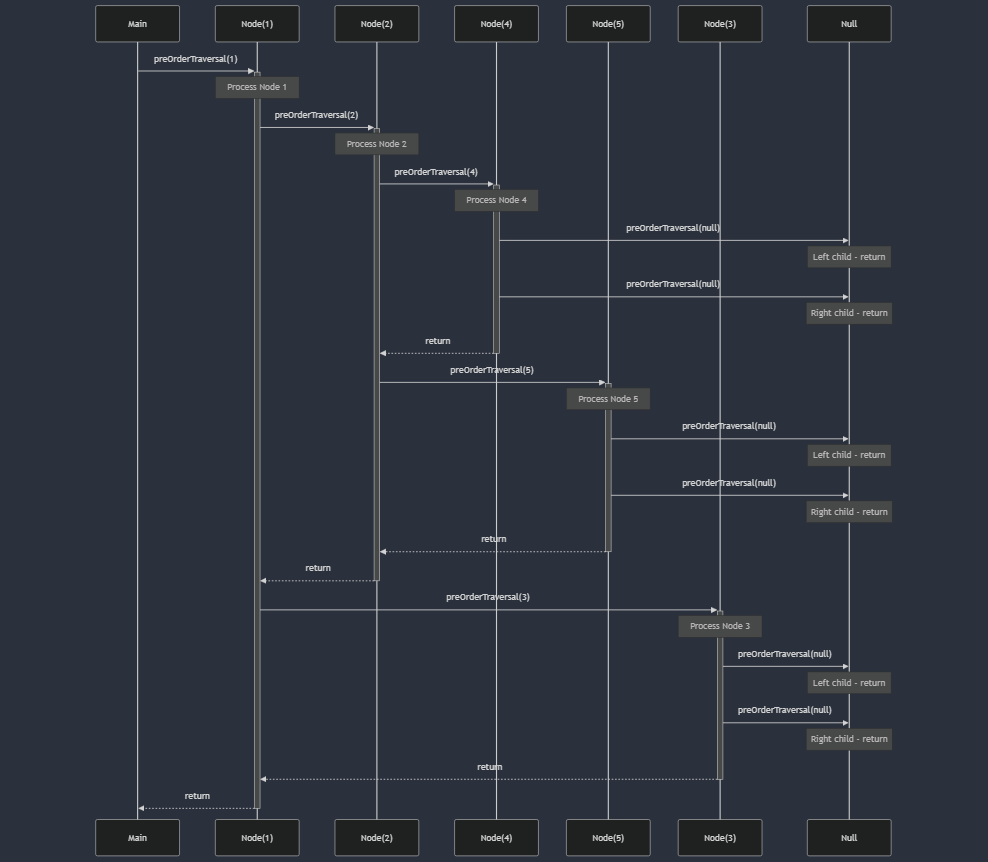 Main
Node(1)
Node(2)
Node(4)
Node(5)
Node(3)
Null
preOrderTraversal(1)
Process Node 1
preOrderTraversal(2)
Process Node 2
preOrderTraversal(4)
Process Node 4
preOrderTraversal(null)
Left child - return
preOrderTraversal(null)
Right child - return
return
preOrderTraversal(5)
Process Node 5
preOrderTraversal(null)
Left child - return
preOrderTraversal(null)
Right child - return
return
return
preOrderTraversal(3)
Process Node 3
preOrderTraversal(null)
Left child - return
preOrderTraversal(null)
Right child - return
return
return
Main
Node(1)
Node(2)
Node(4)
Node(5)
Node(3)
Null